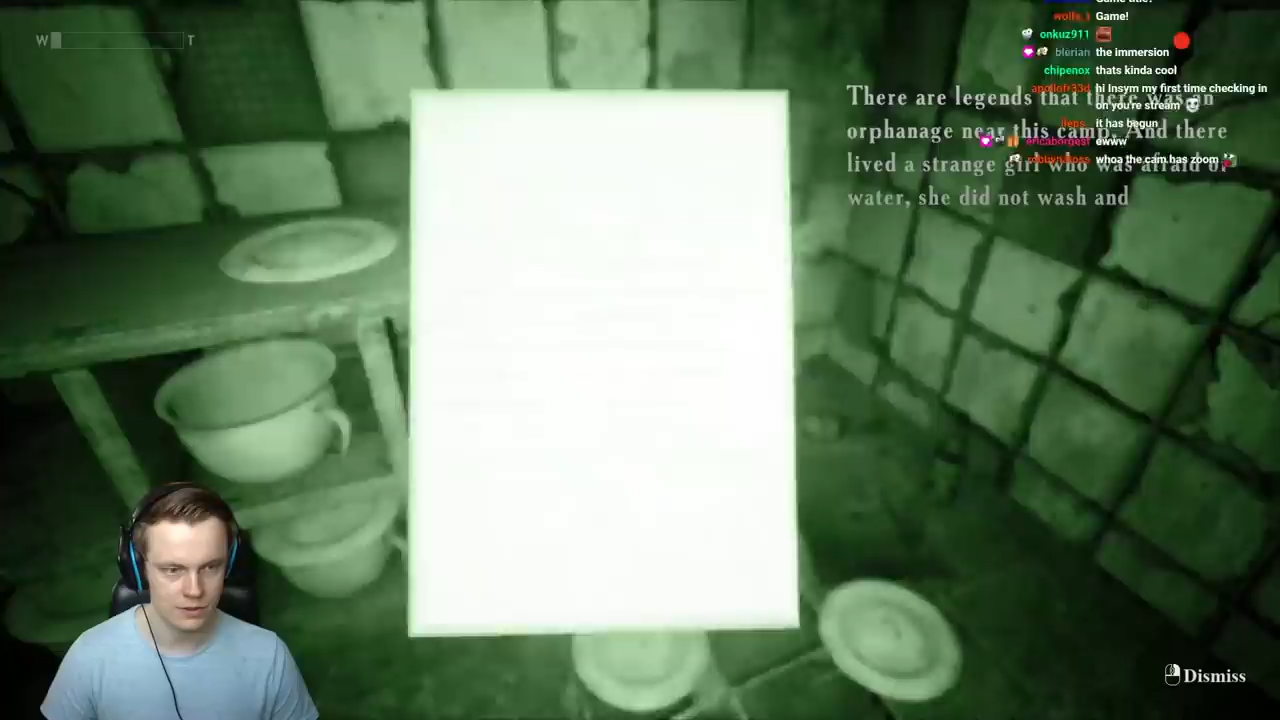 W
T
There are legends that there was an
orphanage near this camp. And there
lived a strange girl who was afraid of
water, she did not wash and
Game!
onkuz911
blerian the immersion
chipenox thats kinda cool
apollofr33d hi Insym my first time checking in
on you're stream
it has begun
ericaborgest ewww
whoa the cam has zoom
Dismiss